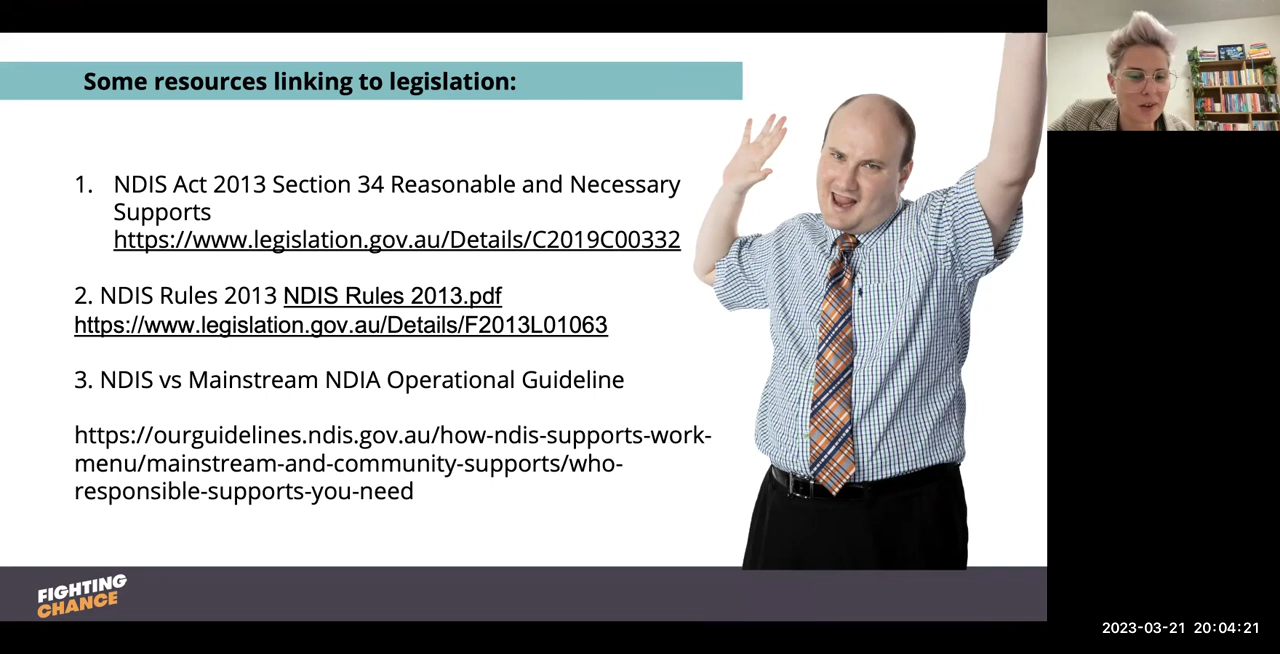 Some resources linking to legislation:
1. NDIS Act 2013 Section 34 Reasonable and Necessary
Supports
https://www.legislation.gov.au/Details/C2019C00332
2. NDIS Rules 2013 NDIS Rules 2013.pdf
https://www.legislation.gov.au/Details/F2013L01063
3. NDIS vs Mainstream NDIA Operational Guideline
https://ourguidelines.ndis.gov.au/how-ndis-supports-work-
menu/mainstream-and-community-supports/who-
responsible-supports-you-need
FIGHTING
CHANCE
2023-03-21 20:04:21